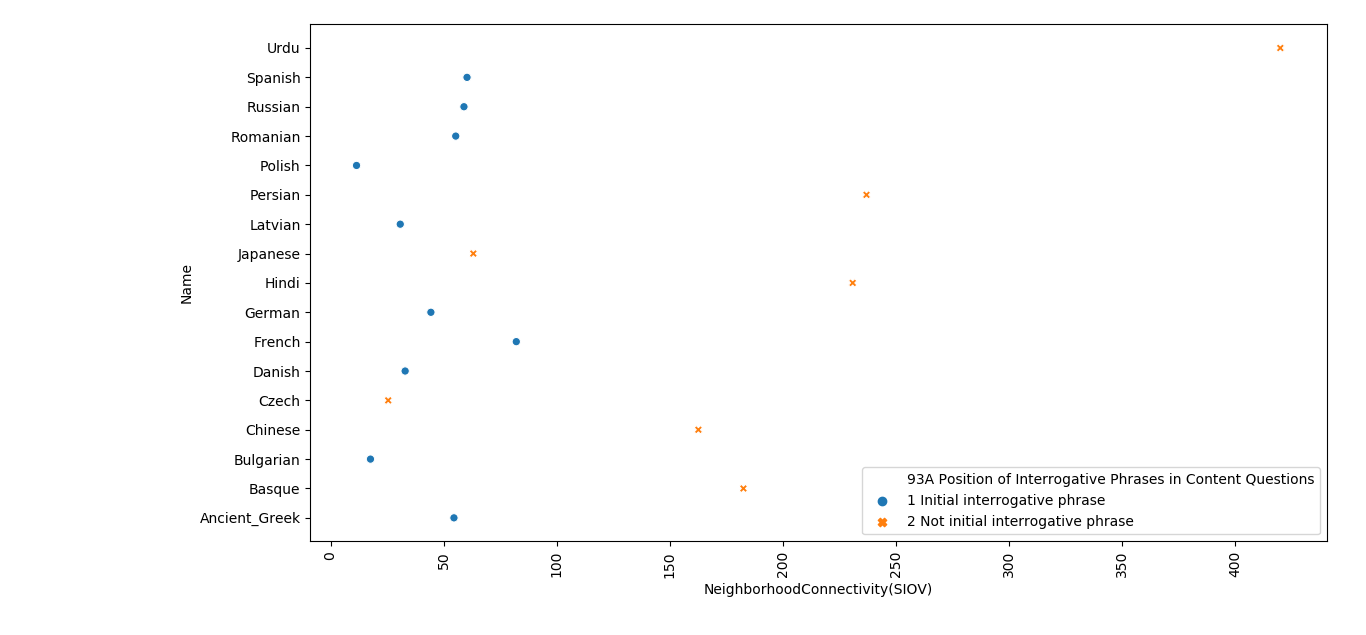 Urdu
Spanish
Russian
Romanian
Polish
Persian
Latvian
Japanese
Hindi
German
French
Danish
Czech
Chinese
Bulgarian
Basque
Ancient_Greek
Name
93A Position of Interrogative Phrases in Content Questions
1 Initial interrogative phrase
2 Not initial interrogative phrase
0
50
100
150
200
250
300
350
400
NeighborhoodConnectivity(SIOV)